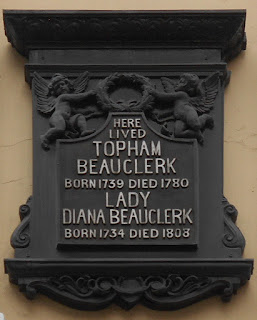 HERE
LIVED
TOPHAM
BEAUCLERK
BORN 1739 DIED 1780
LADY
DIANA BEAUCLERK
BORN 1734 DIED 1808